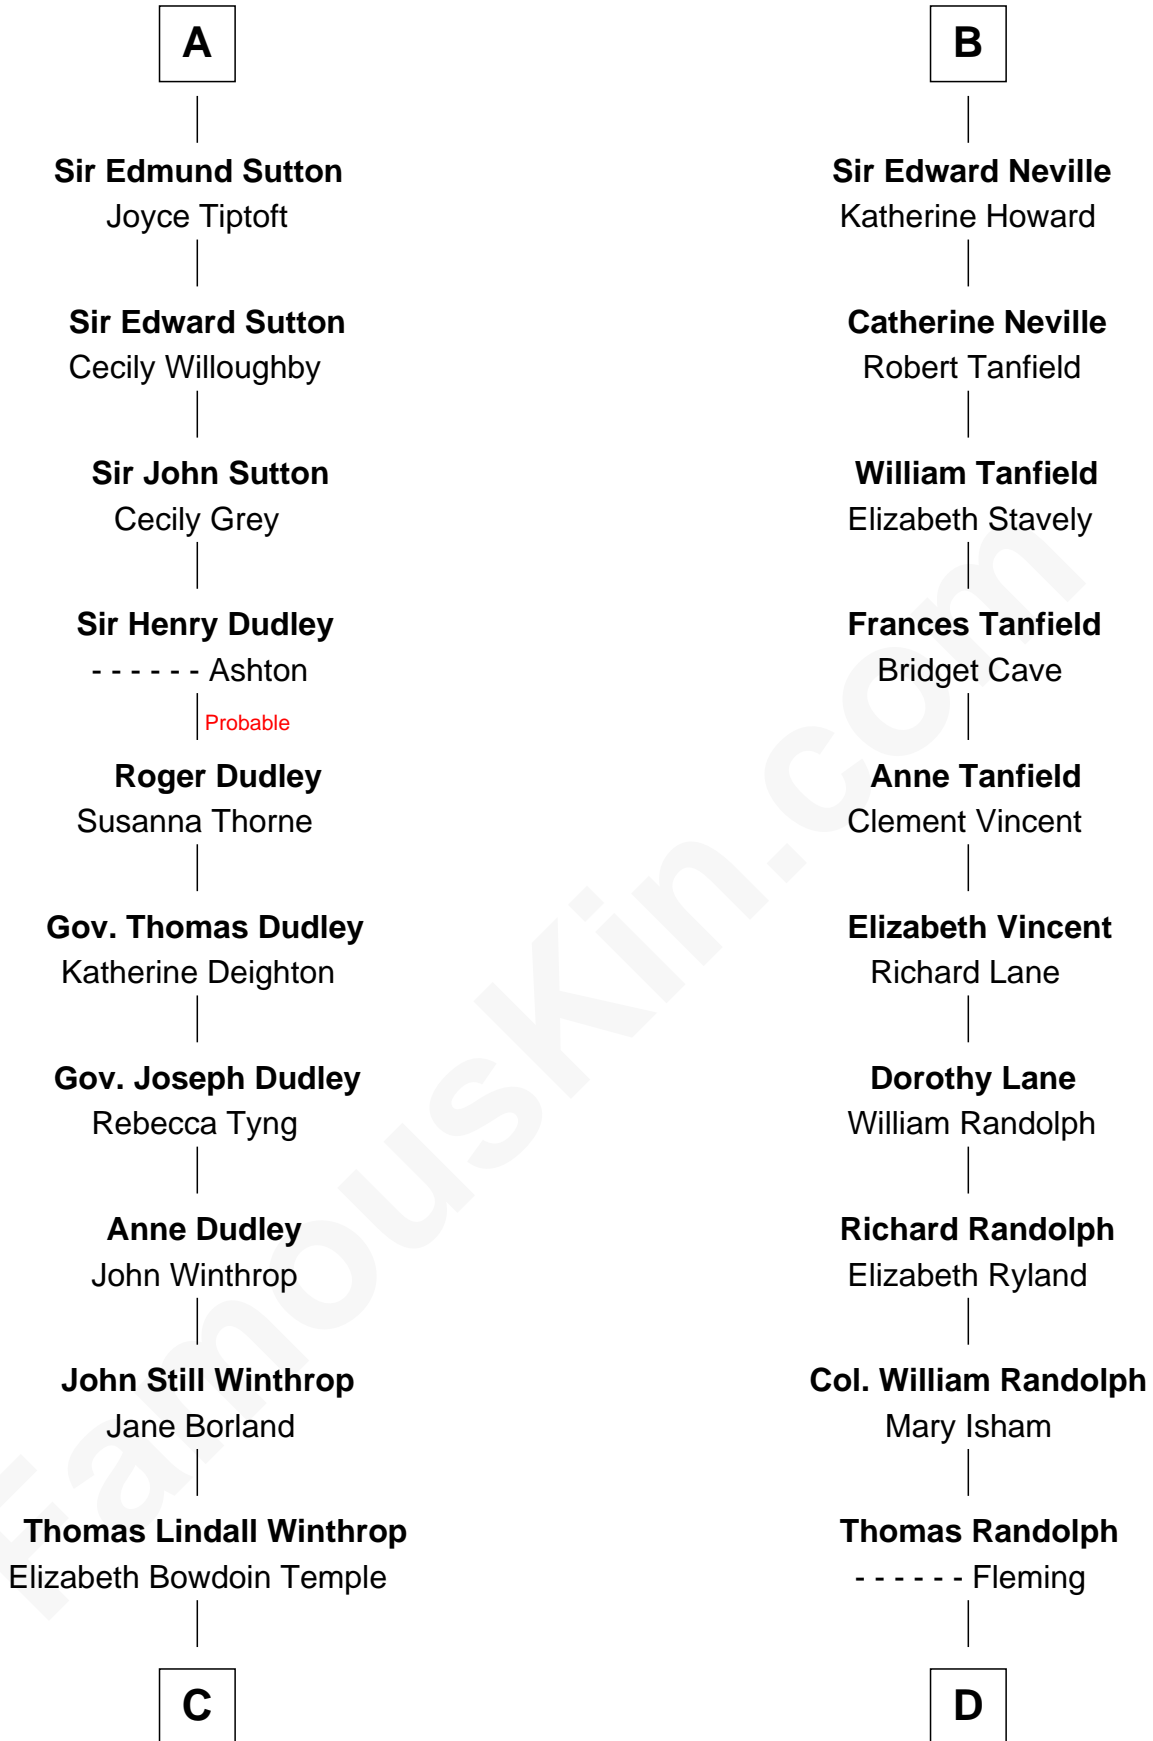 A
Sir Edmund Sutton
Joyce Tiptoft
Sir Edward Sutton
Cecily Willoughby
Sir John Sutton
Cecily Grey
Sir Henry Dudley
- - - - - - Ashton
Probable
Roger Dudley
Susanna Thorne
Gov. Thomas Dudley
Katherine Deighton
Gov. Joseph Dudley
Rebecca Tyng
Anne Dudley
John Winthrop
John Still Winthrop
Jane Borland
Thomas Lindall Winthrop
Elizabeth Bowdoin Temple
C
B
Sir Edward Neville
Katherine Howard
Catherine Neville
Robert Tanfield
William Tanfield
Elizabeth Stavely
Frances Tanfield
Bridget Cave
Anne Tanfield
Clement Vincent
Elizabeth Vincent
Richard Lane
Dorothy Lane
William Randolph
Richard Randolph
Elizabeth Ryland
Col. William Randolph
Mary Isham
Thomas Randolph
- - - - - - Fleming
D
FamousKin.com